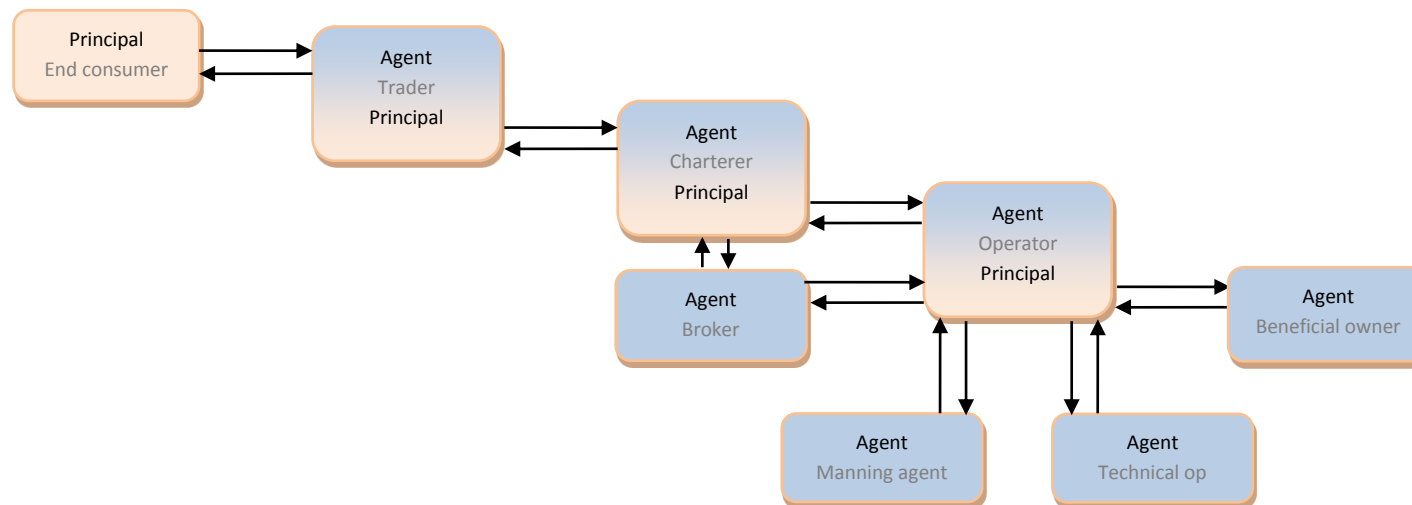 Principal
End consumer
Agent
Trader
Principal
Agent
Charterer
Principal
Agent
Operator
Principal
Agent
Broker
Agent
Beneficial owner
Agent
Manning agent
Agent
Technical op